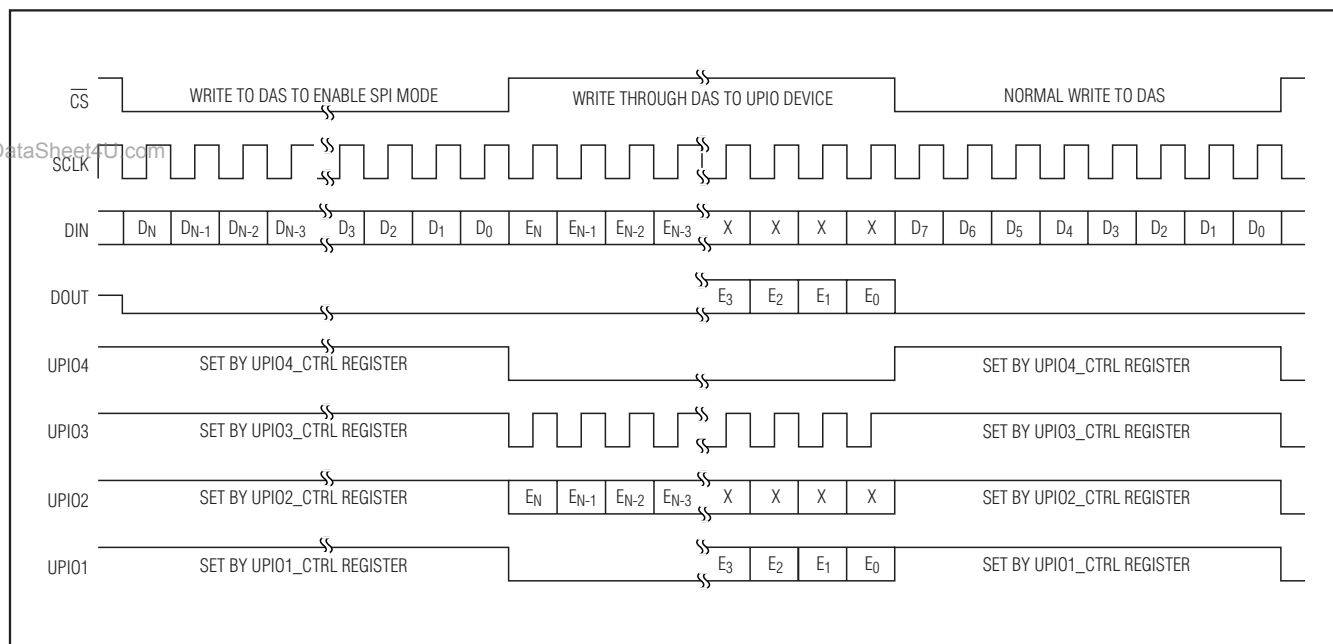 CS WRITE TO DAS TO ENABLE SPI MODE WRITE THROUGH DAS TO UPIO DEVICE NORMAL WRITE TO DAS
DataSheet4U.com
SCLK
DIN DN DN-1 DN-2 DN-3 D3 D2 D1 D0 EN EN-1 EN-2 EN-3 X X X X D7 D6 D5 D4 D3 D2 D1 D0
DOUT E3 E2 E1 E0
UPIO4 SET BY UPIO4_CTRL REGISTER SET BY UPIO4_CTRL REGISTER
UPIO3 SET BY UPIO3_CTRL REGISTER SET BY UPIO3_CTRL REGISTER
UPIO2 SET BY UPIO2_CTRL REGISTER EN EN-1 EN-2 EN-3 X X X X SET BY UPIO2_CTRL REGISTER
UPIO1 SET BY UPIO1_CTRL REGISTER E3 E2 E1 E0 SET BY UPIO1_CTRL REGISTER